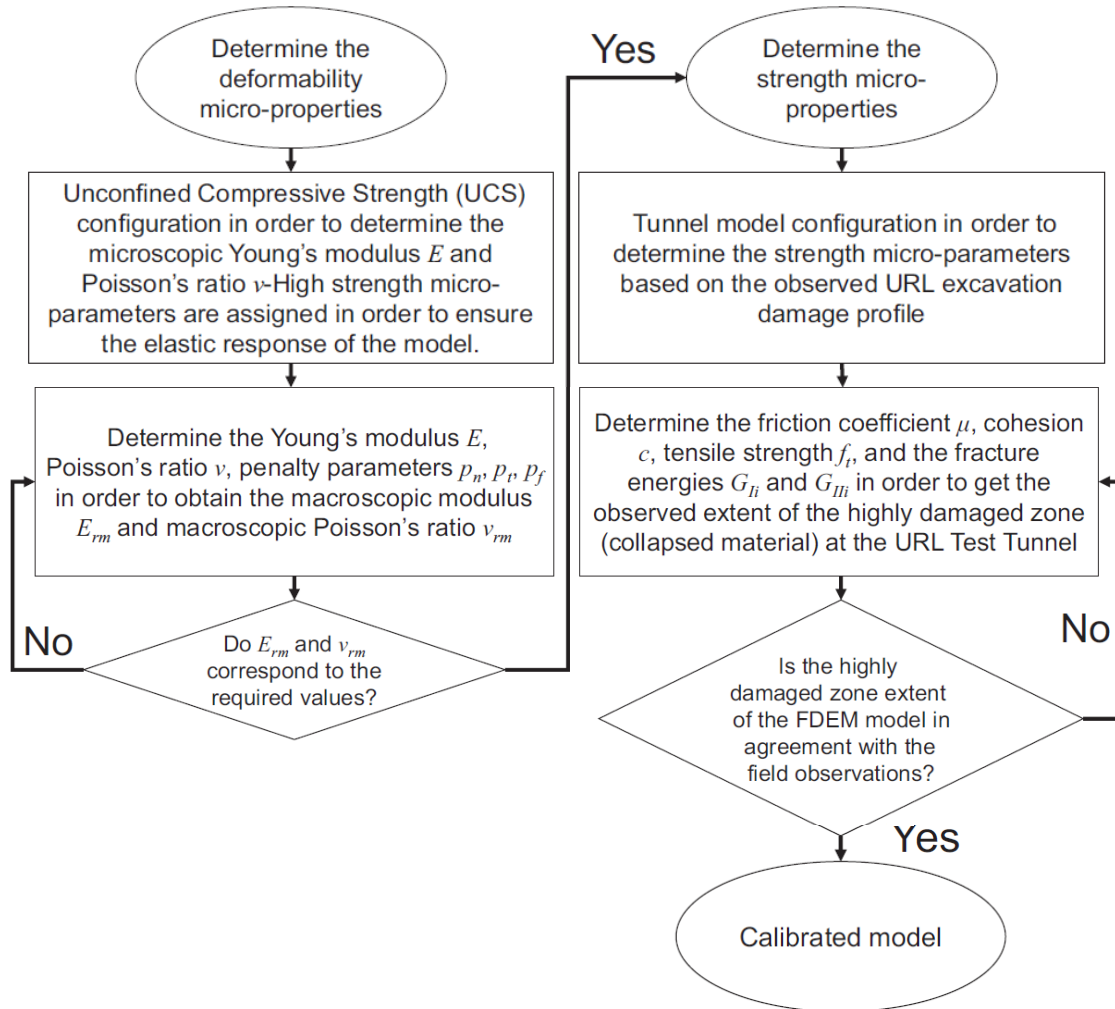 Determine the
deformability
micro-properties
Unconfined Compressive Strength (UCS)
configuration in order to determine the
microscopic Young's modulus E and
Poisson's ratio ν-High strength micro-
parameters are assigned in order to ensure
the elastic response of the model.
Determine the Young's modulus E,
Poisson's ratio ν, penalty parameters pn, pt, pf
in order to obtain the macroscopic modulus
Erm and macroscopic Poisson's ratio νrm
No
Do Erm and νrm
correspond to the
required values?
Yes
Determine the
strength micro-
properties
Tunnel model configuration in order to
determine the strength micro-parameters
based on the observed URL excavation
damage profile
Determine the friction coefficient μ, cohesion
c, tensile strength ft, and the fracture
energies GIi and GIIi in order to get the
observed extent of the highly damaged zone
(collapsed material) at the URL Test Tunnel
No
Is the highly
damaged zone extent
of the FDEM model in
agreement with the
field observations?
Yes
Calibrated model